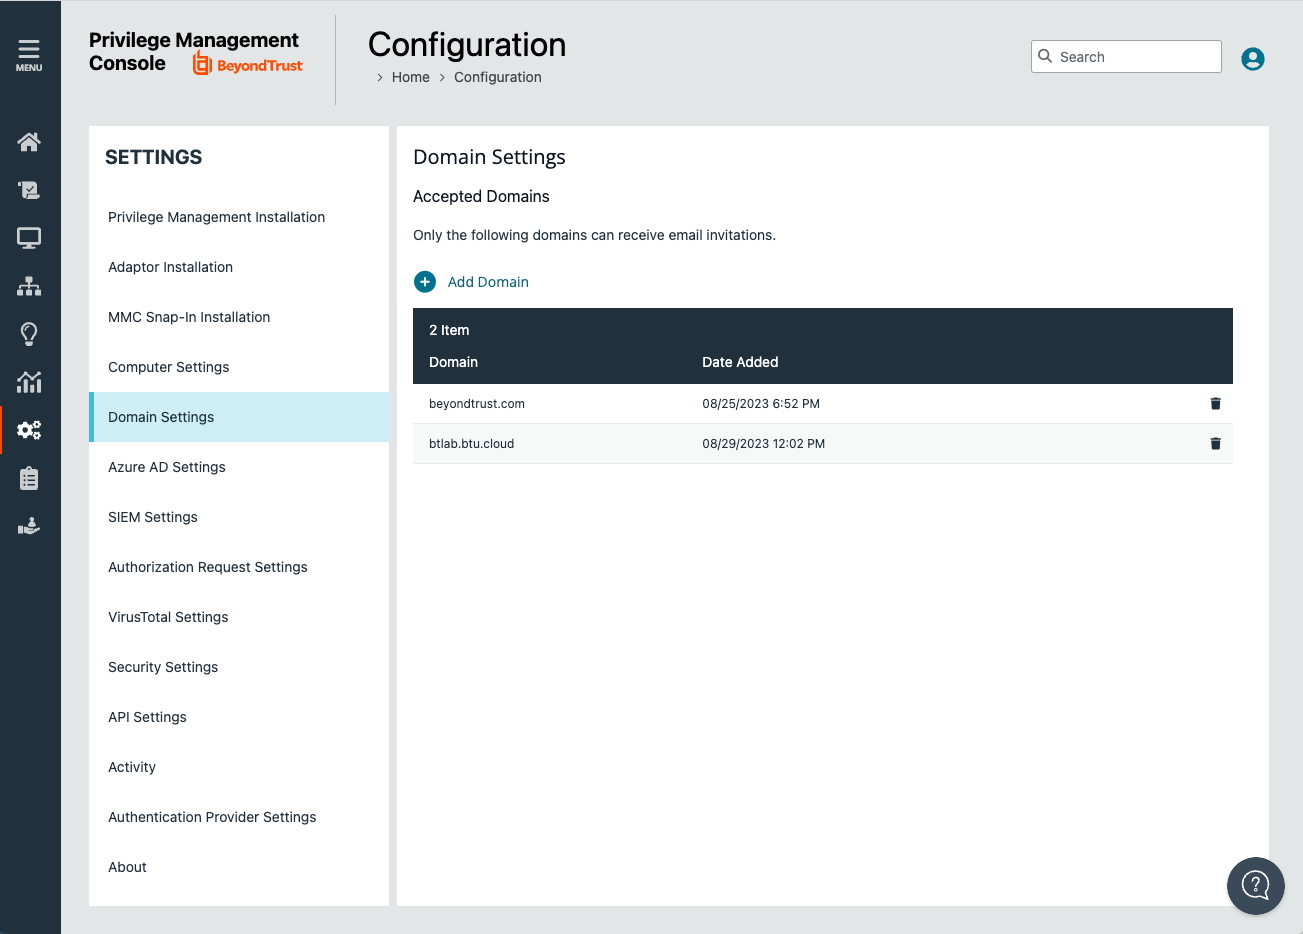 MENU
Privilege Management
Console
BeyondTrust
Configuration
Home
Configuration
Search
SETTINGS
Privilege Management Installation
Adaptor Installation
MMC Snap-In Installation
Computer Settings
Domain Settings
Azure AD Settings
SIEM Settings
Authorization Request Settings
VirusTotal Settings
Security Settings
API Settings
Activity
Authentication Provider Settings
About
Domain Settings
Accepted Domains
Only the following domains can receive email invitations.
Add Domain
2 Item
Domain Date Added
beyondtrust.com 08/25/2023 6:52 PM
btlab.btu.cloud 08/29/2023 12:02 PM